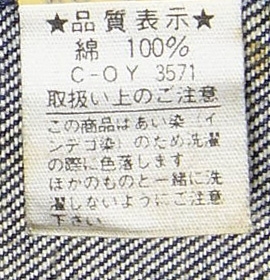 ★品質表示★
綿 100%
C-OY 3571
取扱い上のご注意
この商品はあい染(イ
ンデゴ染)のため洗濯
の際に色落します
ほかのものと一緒に洗
濯しないようにご注意
下さい